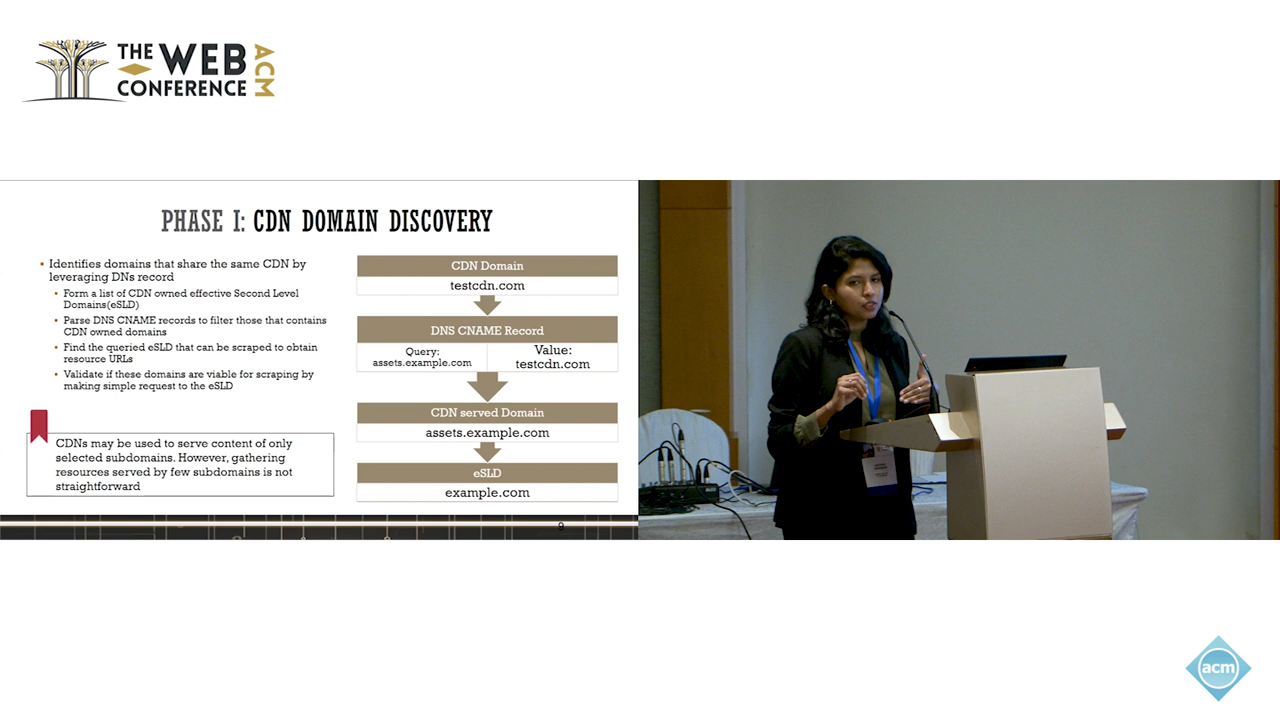 THE WEB
CONFERENCE
ACM
PHASE I: CDN DOMAIN DISCOVERY
• Identifies domains that share the same CDN by
leveraging DNs record
• Form a list of CDN owned effective Second Level
Domains(eSLD)
• Parse DNS CNAME records to filter those that contains
CDN owned domains
• Find the queried eSLD that can be scraped to obtain
resource URLs
• Validate if these domains are viable for scraping by
making simple request to the eSLD
CDNs may be used to serve content of only
selected subdomains. However, gathering
resources served by few subdomains is not
straightforward
CDN Domain
testcdn.com
DNS CNAME Record
Query:
assets.example.com
Value:
testcdn.com
CDN served Domain
assets.example.com
eSLD
example.com
9
acm